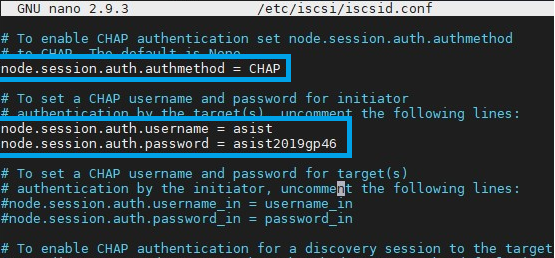 GNU nano 2.9.3 /etc/iscsi/iscsid.conf
# To enable CHAP authentication set node.session.auth.authmethod
# to CHAP. The default is None.
node.session.auth.authmethod = CHAP
# To set a CHAP username and password for initiator
# authentication by the target(s), uncomment the following lines:
node.session.auth.username = asist
node.session.auth.password = asist2019gp46
# To set a CHAP username and password for target(s)
# authentication by the initiator, uncomment the following lines:
#node.session.auth.username_in = username_in
#node.session.auth.password_in = password_in
# To enable CHAP authentication for a discovery session to the target